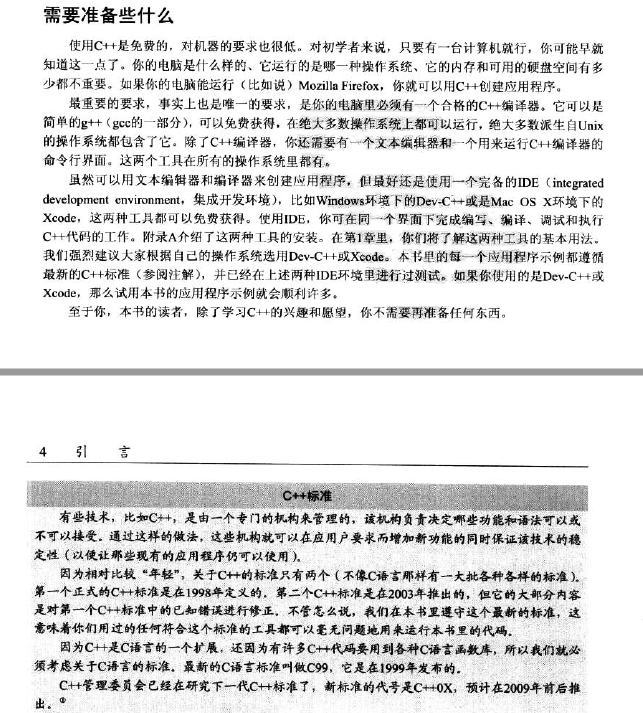 需要准备些什么
使用C++是免费的，对机器的要求也很低。对初学者来说，只要有一台计算机就行，你可能早就
知道这一点了。你的电脑是什么样的、它运行的是哪一种操作系统、它的内存和可用的硬盘空间有多
少都不重要。如果你的电脑能运行（比如说）Mozilla Firefox，你就可以用C++创建应用程序。
最重要的要求，事实上也是唯一的要求，是你的电脑里必须有一个合格的C++编译器。它可以是
简单的g++（gcc的一部分），可以免费获得，在绝大多数操作系统上都可以运行，绝大多数派生自Unix
的操作系统都包含了它。除了C++编译器，你还需要有一个文本编辑器和一个用来运行C++编译器的
命令行界面。这两个工具在所有的操作系统里都有。
虽然可以用文本编辑器和编译器来创建应用程序，但最好还是使用一个完备的IDE（integrated
development environment，集成开发环境），比如Windows环境下的Dev-C++或是Mac OS X环境下的
Xcode，这两种工具都可以免费获得。使用IDE，你可在同一个界面下完成编写、编译、调试和执行
C++代码的工作。附录A介绍了这两种工具的安装。在第1章里，你们将了解这两种工具的基本用法。
我们强烈建议大家根据自己的操作系统选用Dev-C++或Xcode。本书里的每一个应用程序示例都遵循
最新的C++标准（参阅注解），并已经在上述两种IDE环境里进行过测试。如果你使用的是Dev-C++或
Xcode，那么试用本书的应用程序示例就会顺利许多。
至于你，本书的读者，除了学习C++的兴趣和愿望，你不需要再准备任何东西。
4 引 言
C++标准
有些技术，比如C++，是由一个专门的机构来管理的，该机构负责决定哪些功能和语法可以或
不可以接受。通过这样的做法，这些机构就可以在应用户要求而增加新功能的同时保证该技术的稳
定性（以便让那些现有的应用程序仍可以使用）。
因为相对比较“年轻”，关于C++的标准只有两个（不像C语言那样有一大批各种各样的标准）。
第一个正式的C++标准是在1998年定义的。第二个C++标准是在2003年推出的，但它的大部分内容
是对第一个C++标准中的已知错误进行修正。不管怎么说，我们在本书里遵守这个最新的标准，这
意味着你们用过的任何符合这个标准的工具都可以毫无问题地用来运行本书里的代码。
因为C++是C语言的一个扩展，还因为有许多C++代码要用到各种C语言函数库，所以我们就必
须考虑关于C语言的标准。最新的C语言标准叫做C99，它是在1999年发布的。
C++管理委员会已经在研究下一代C++标准了，新标准的代号是C++0X，预计在2009年前后推
出。①